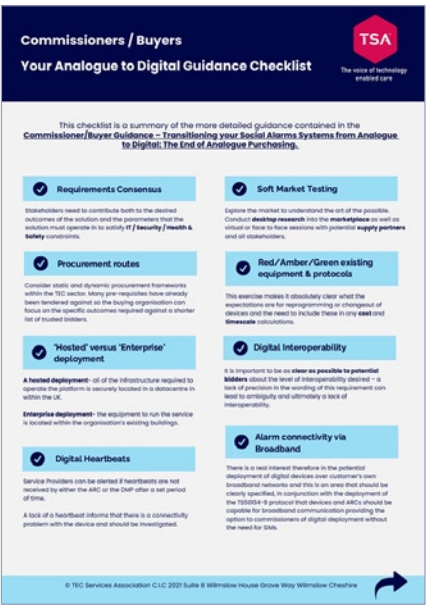 Commissioners / Buyers
Your Analogue to Digital Guidance Checklist
TSA
The voice of technology
enabled care
This checklist is a summary of the more detailed guidance contained in the
Commissioner/Buyer Guidance – Transitioning your Social Alarms Systems from Analogue
to Digital: The End of Analogue Purchasing.
Requirements Consensus
Stakeholders need to contribute both to the desired
outcomes of the solution and the parameters that the
solution must operate in to satisfy IT / Security / Health &
Safety constraints.
Procurement routes
Consider static and dynamic procurement frameworks
within the TEC sector. Many pre-requisites have already
been tendered against so the buying organisation can
focus on the specific outcomes required against a shorter
list of trusted bidders.
'Hosted' versus 'Enterprise'
deployment
A hosted deployment- all of the infrastructure required to
operate the platform is securely located in a datacentre in
within the UK.
Enterprise deployment- the equipment to run the service
is located within the organisation's existing buildings.
Digital Heartbeats
Service Providers can be alerted if heartbeats are not
received by either the ARC or the DMP after a set period
of time.
A lack of a heartbeat informs that there is a connectivity
problem with the device and should be investigated.
Soft Market Testing
Explore the market to understand the art of the possible.
Conduct desktop research into the marketplace as well as
virtual or face to face sessions with potential supply partners
and all stakeholders.
Red/Amber/Green existing
equipment & protocols
This exercise makes it absolutely clear what the
expectations are for reprogramming or changeout of
devices and the need to include these in any cost and
timescale calculations.
Digital Interoperability
It is important to be as clear as possible to potential
bidders about the level of interoperability desired – a
lack of precision in the wording of this requirement can
lead to ambiguity and ultimately a lack of
interoperability.
Alarm connectivity via
Broadband
There is a real interest therefore in the potential
deployment of digital devices over customer's own
broadband networks and this is an area that should be
clearly specified, in conjunction with the deployment of
the TS50134-9 protocol that devices and ARCs should be
capable for broadband communication providing the
option to commissioners of digital deployment without
the need for SIMs.
© TEC Services Association C.I.C 2021 Suite 8 Wilmslow House Grove Way Wilmslow Cheshire